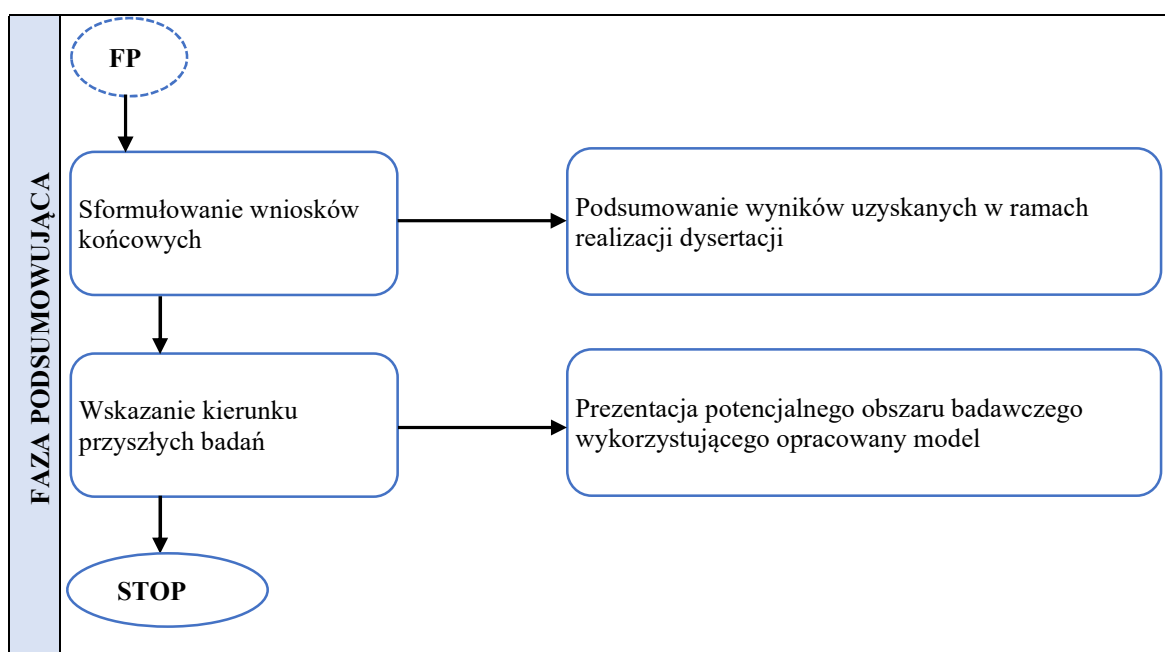 FAZA PODSUMOWUJĄCA
FP
Sformułowanie wniosków
końcowych
Podsumowanie wyników uzyskanych w ramach
realizacji dysertacji
Wskazanie kierunku
przyszłych badań
Prezentacja potencjalnego obszaru badawczego
wykorzystującego opracowany model
STOP